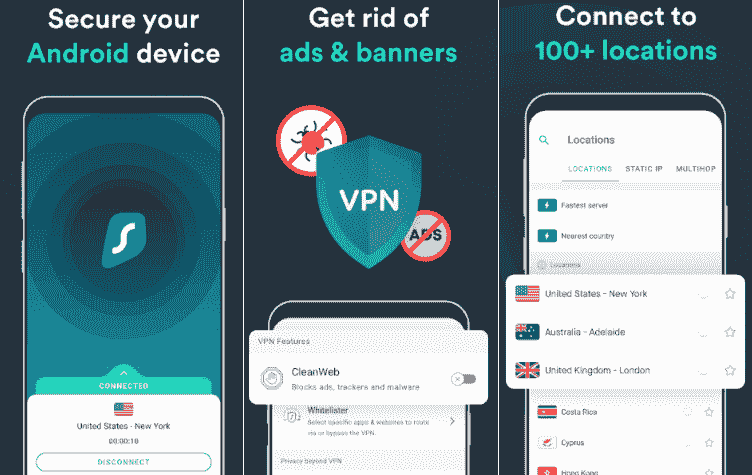 Secure your
Android device
S
CONNECTED
United States - New York
00:00:10
DISCONNECT
Get rid of
ads & banners
VPN
ADS
VPN Features
CleanWeb
Blocks ads, trackers and malware
Whitelister
Select specific apps & websites to route
via or bypass the VPN.
Privacy beyond VPN
Connect to
100+ locations
Locations
LOCATIONS STATIC IP MULTIHOP
Fastest server
Nearest country
Locations
United States - New York
Australia - Adelaide
United Kingdom - London
Costa Rica
Cyprus
Hong Kong